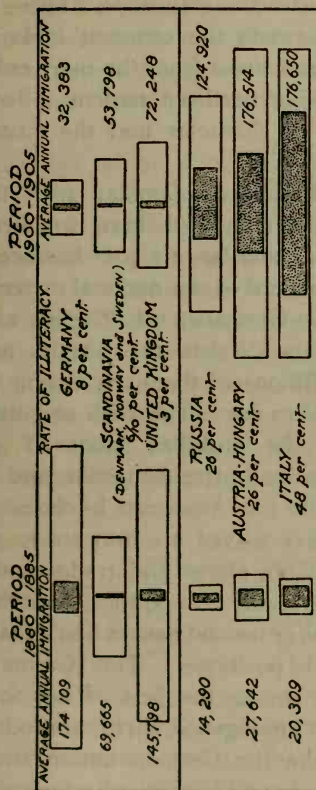 PERIOD
1880-1885
PERIOD
1900-1905
AVERAGE ANNUAL IMMIGRATION
RATE OF ILLITERACY
AVERAGE ANNUAL IMMIGRATION
174 109
GERMANY
8 per cent.
32,383
69,665
SCANDINAVIA
(DENMARK, NORWAY and SWEDEN)
6/10 per cent.
53,798
145,798
UNITED KINGDOM
3 per cent.
72,248
14,290
RUSSIA
26 per cent.
124,920
27,642
AUSTRIA-HUNGARY
26 per cent.
176,514
20,309
ITALY
48 per cent.
176,650